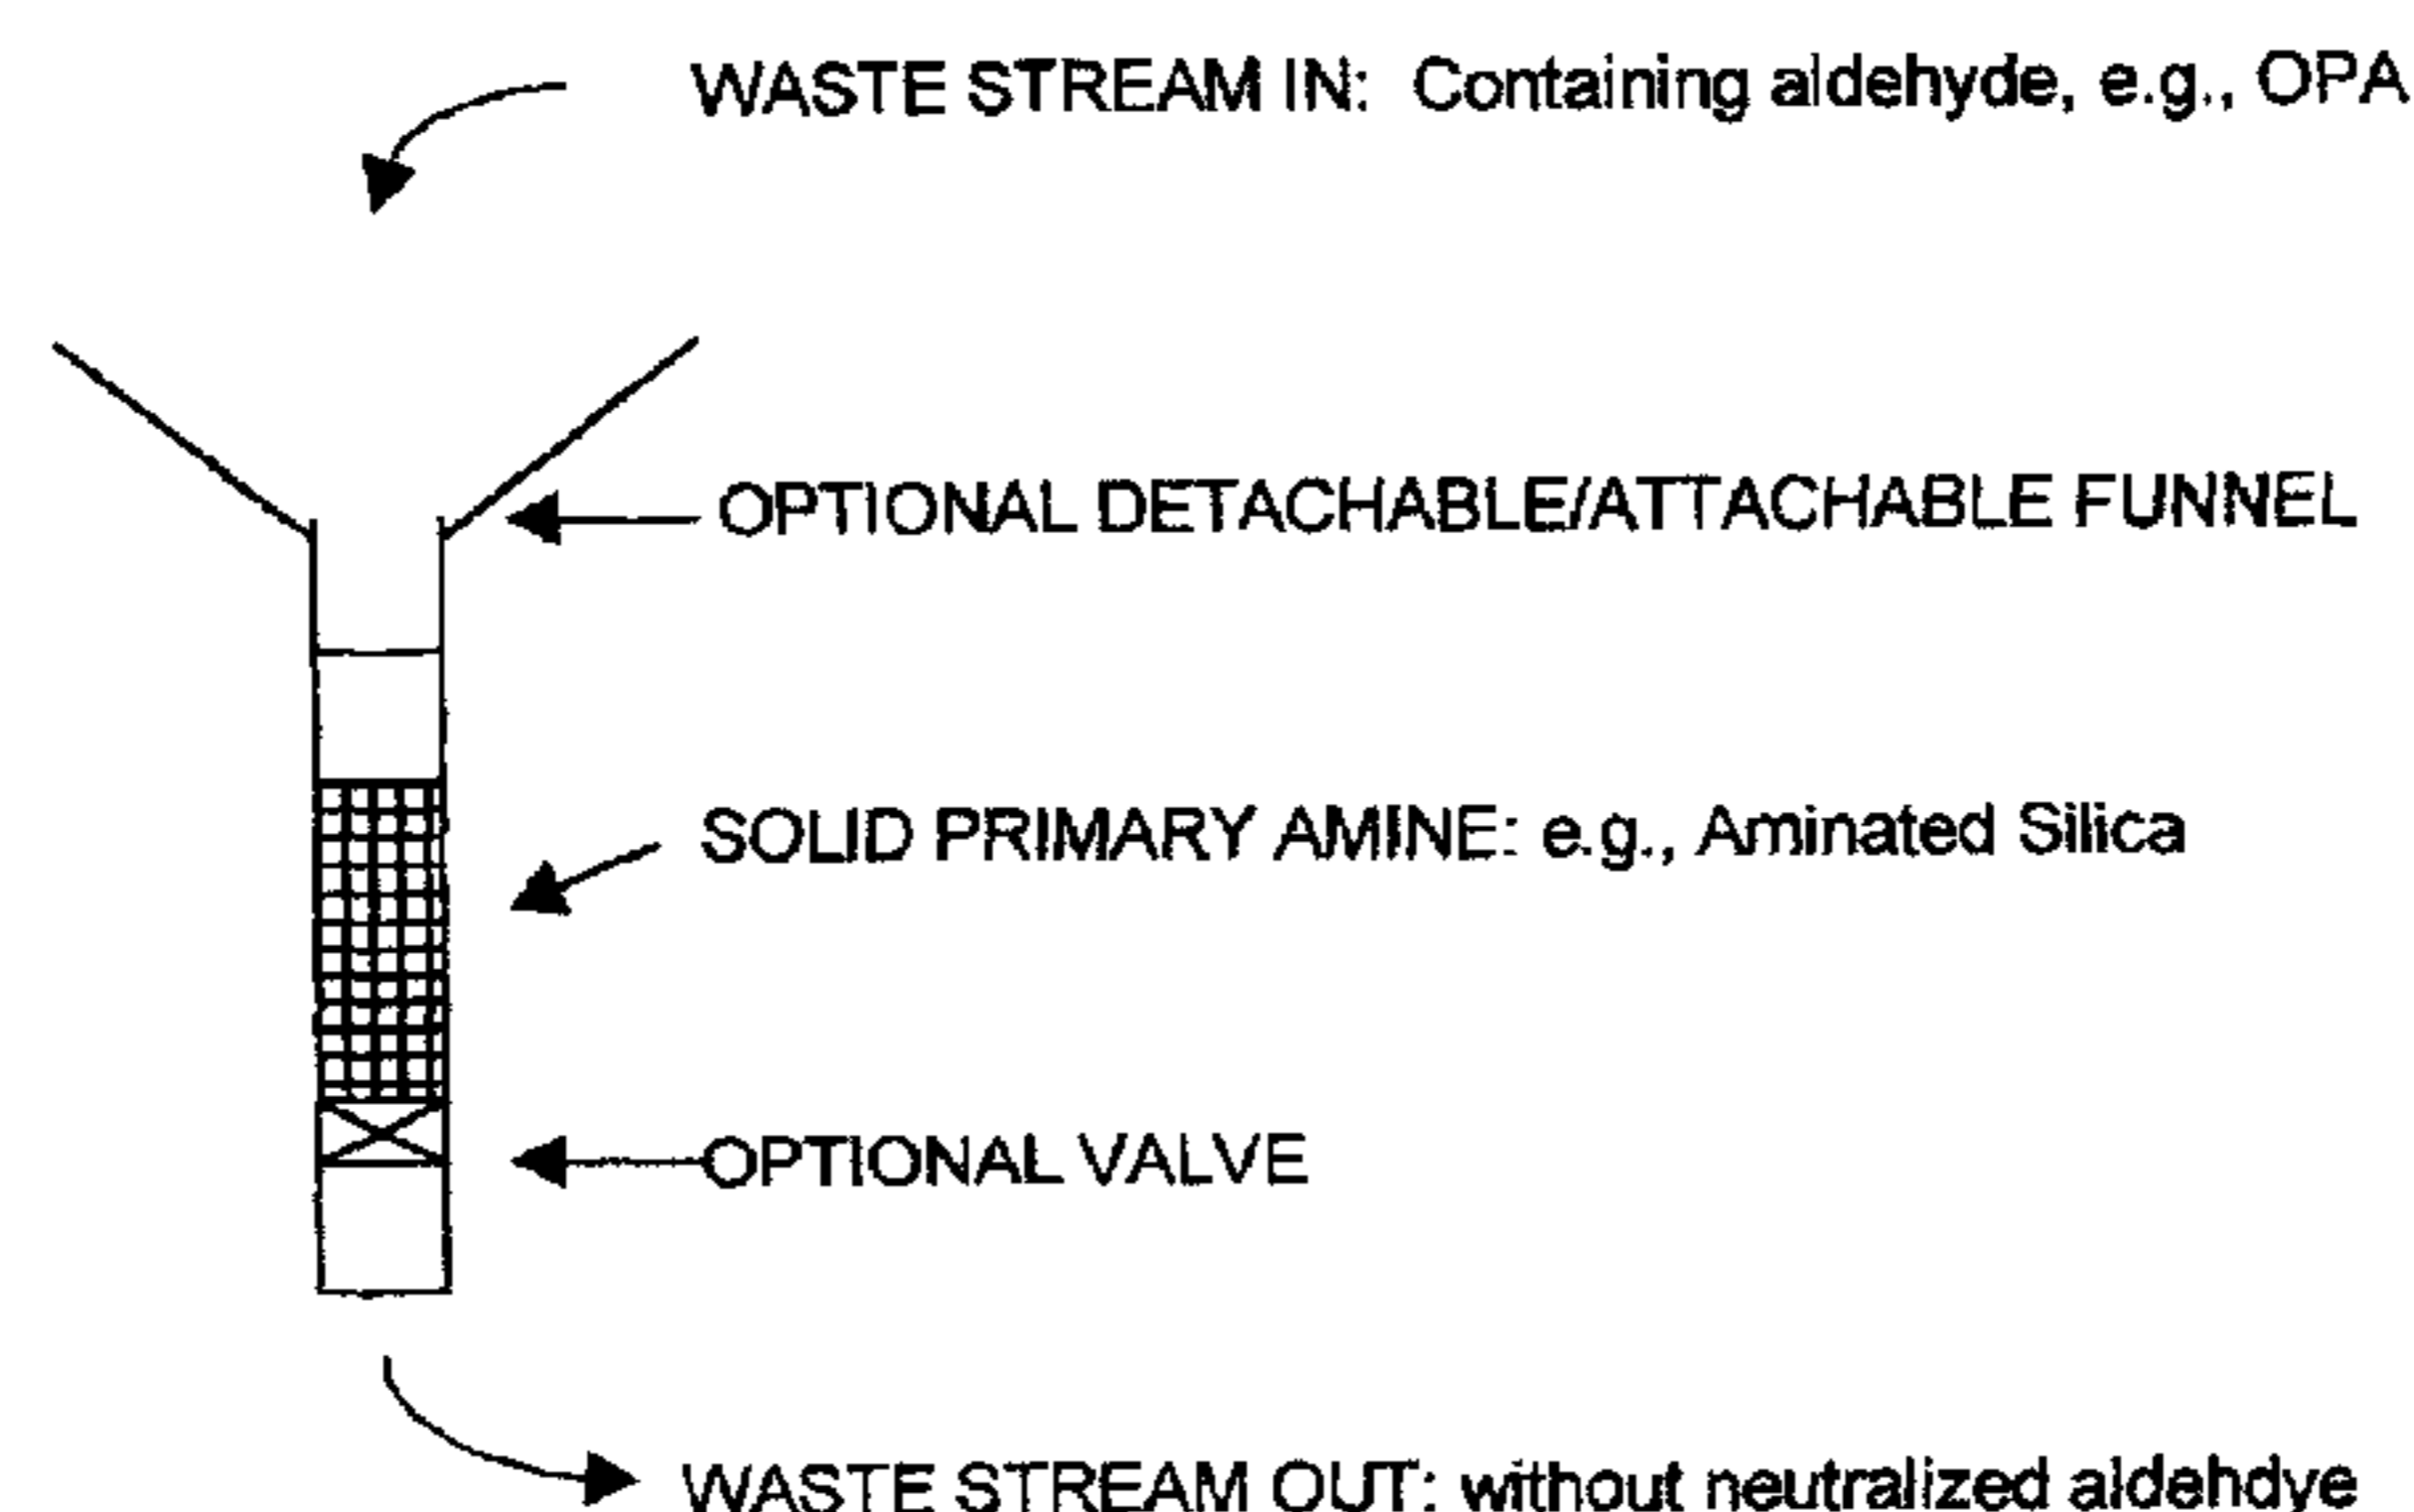 WASTE STREAM IN: Containing aldehyde, e.g., OPA
OPTIONAL DETACHABLE/ATTACHABLE FUNNEL
SOLID PRIMARY AMINE: e.g., Aminated Silica
OPTIONAL VALVE
WASTE STREAM OUT: without neutralized aldehdye